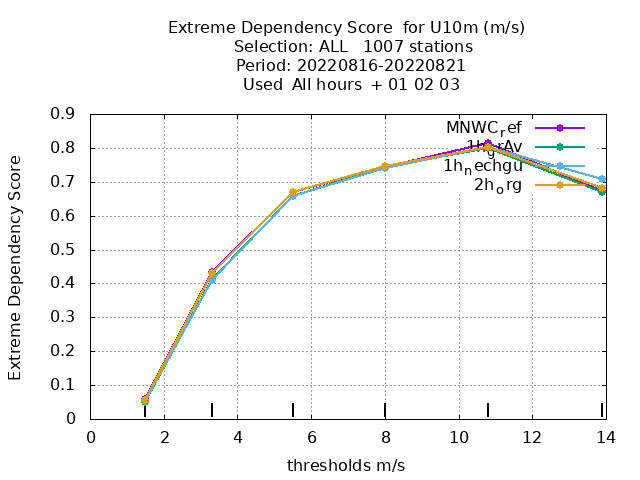 Extreme Dependency Score for U10m (m/s)
Selection: ALL 1007 stations
Period: 20220816-20220821
Used All hours + 01 02 03
Extreme Dependency Score
0.9
0.8
0.7
0.6
0.5
0.4
0.3
0.2
0.1
0
MNWC_ref
1h_grAv
1h_nechgu
2h_org
0 2 4 6 8 10 12 14
thresholds m/s